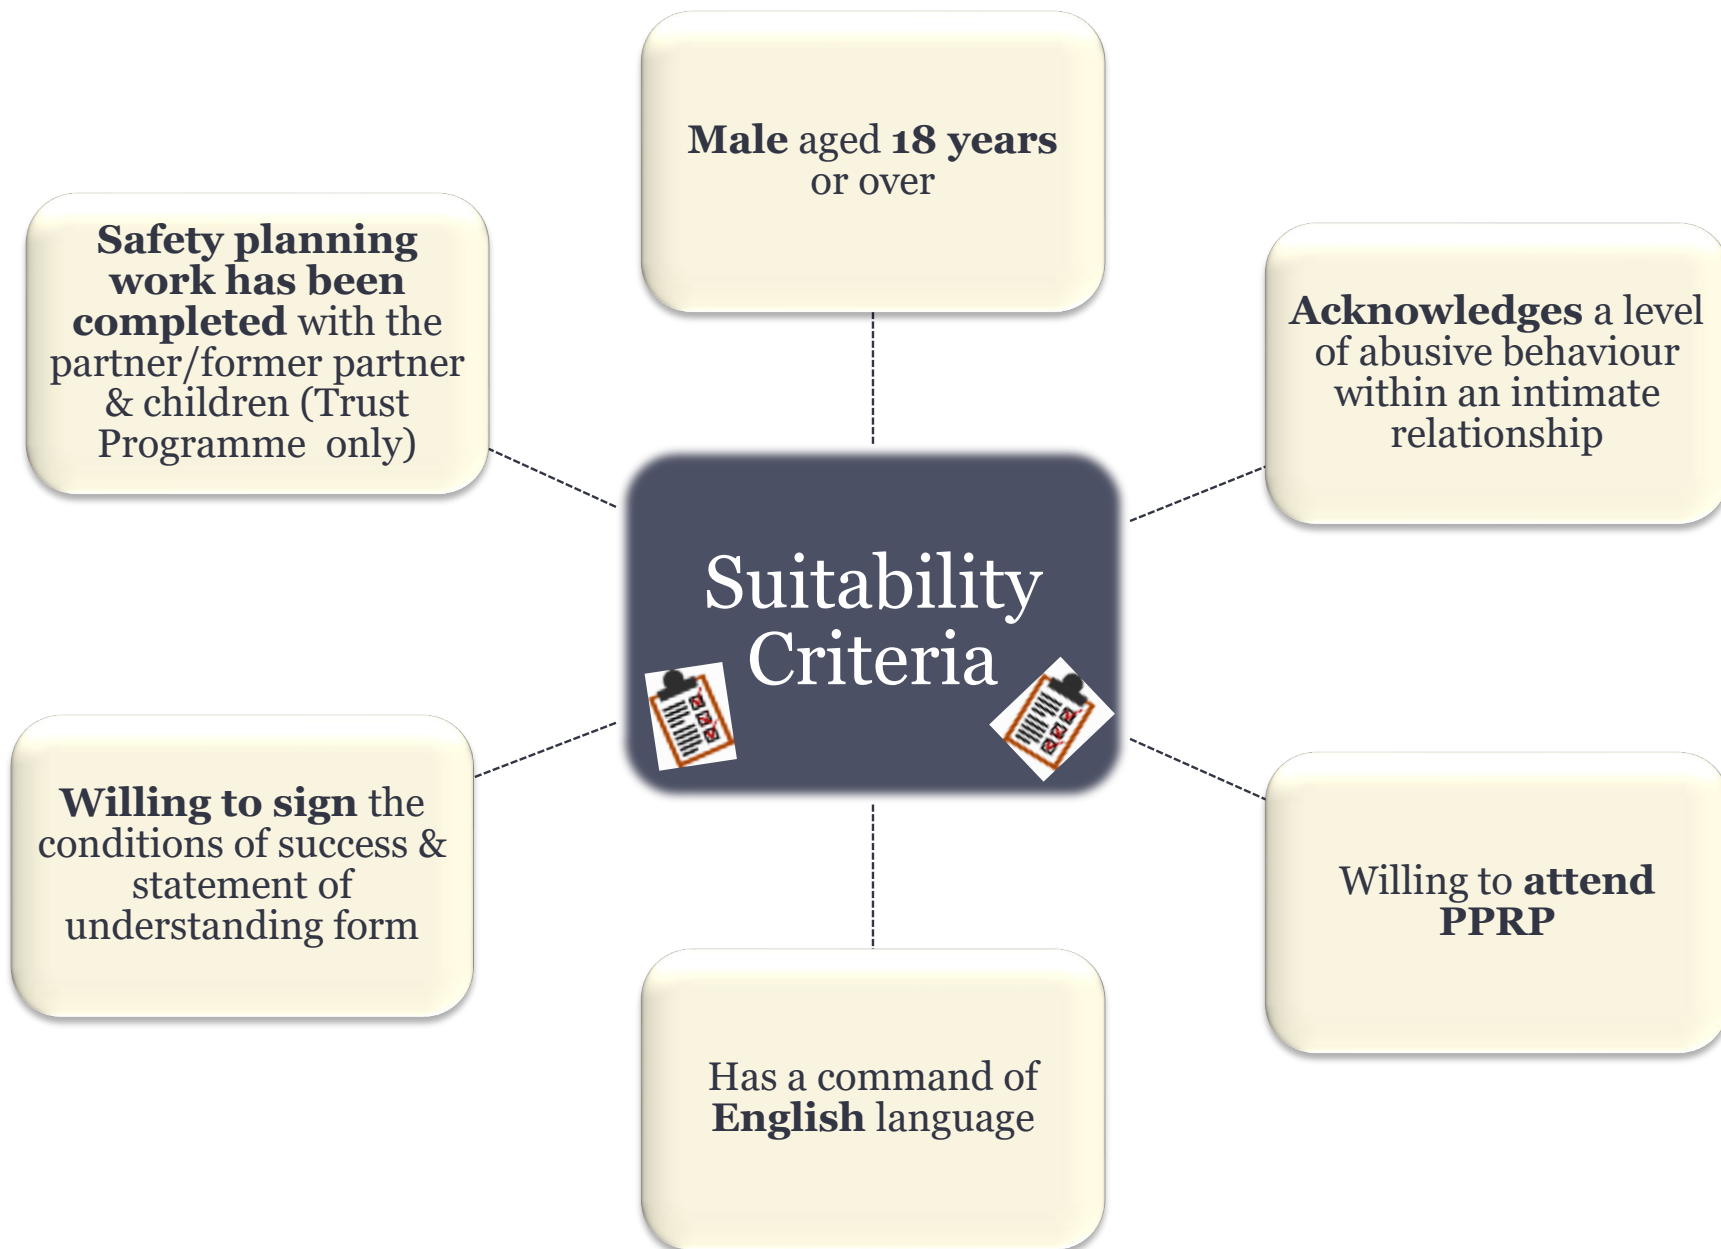 Male aged 18 years
or over
Safety planning
work has been
completed with the
partner/former partner
& children (Trust
Programme only)
Acknowledges a level
of abusive behaviour
within an intimate
relationship
Suitability
Criteria
Willing to sign the
conditions of success &
statement of
understanding form
Willing to attend
PPRP
Has a command of
English language